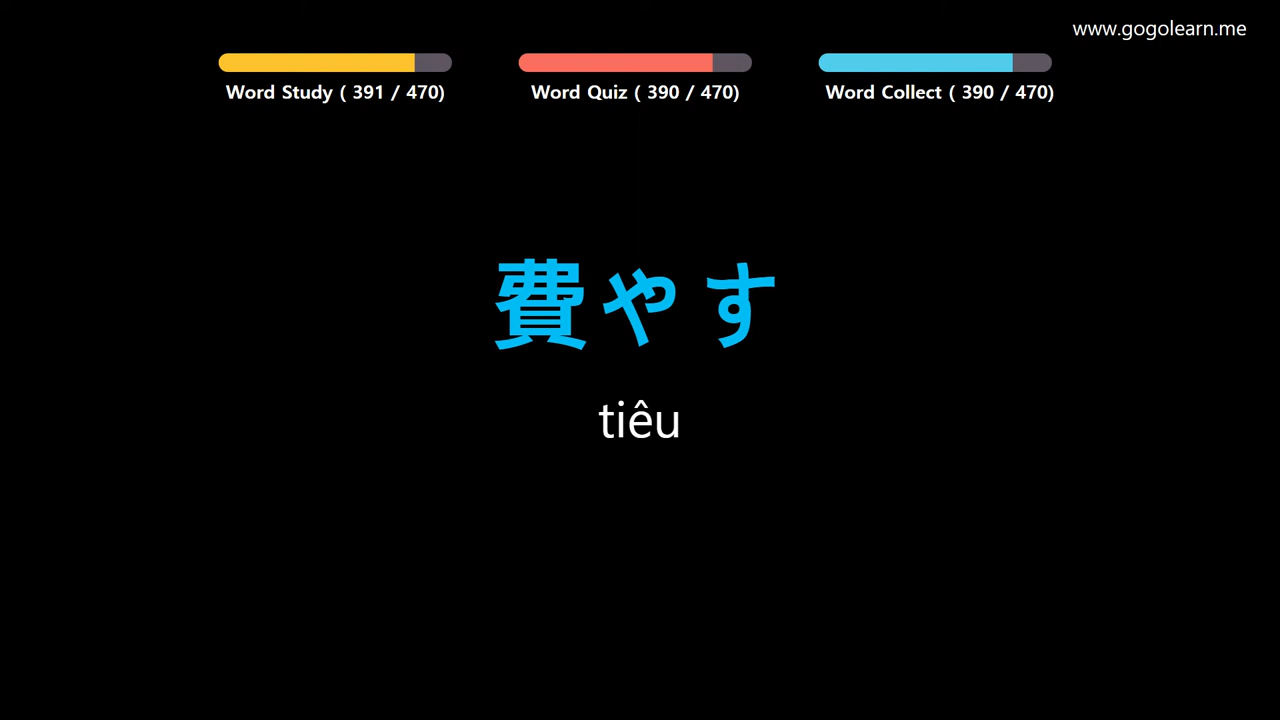 www.gogolearn.me
Word Study ( 391 / 470)
Word Quiz ( 390 / 470)
Word Collect ( 390 / 470)
費やす
tiêu